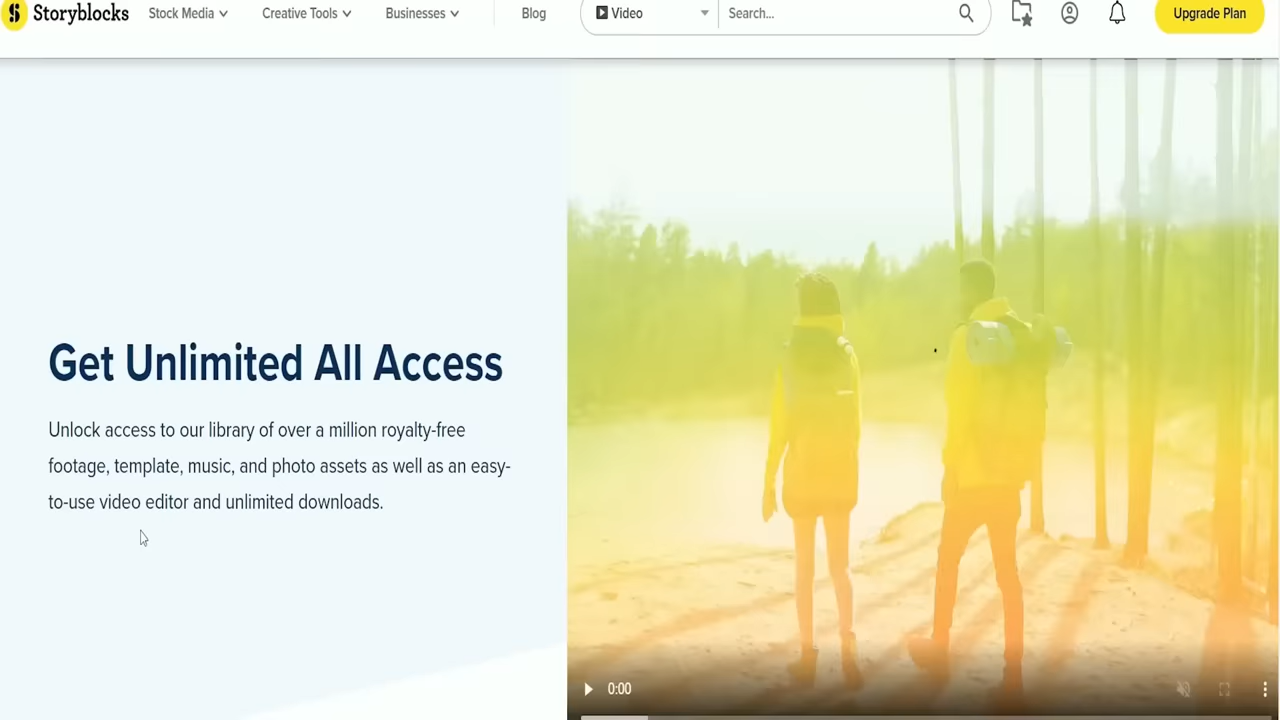 Storyblocks
Stock Media
Creative Tools
Businesses
Blog
Video
Search...
Upgrade Plan
Get Unlimited All Access
Unlock access to our library of over a million royalty-free
footage, template, music, and photo assets as well as an easy-
to-use video editor and unlimited downloads.
0:00